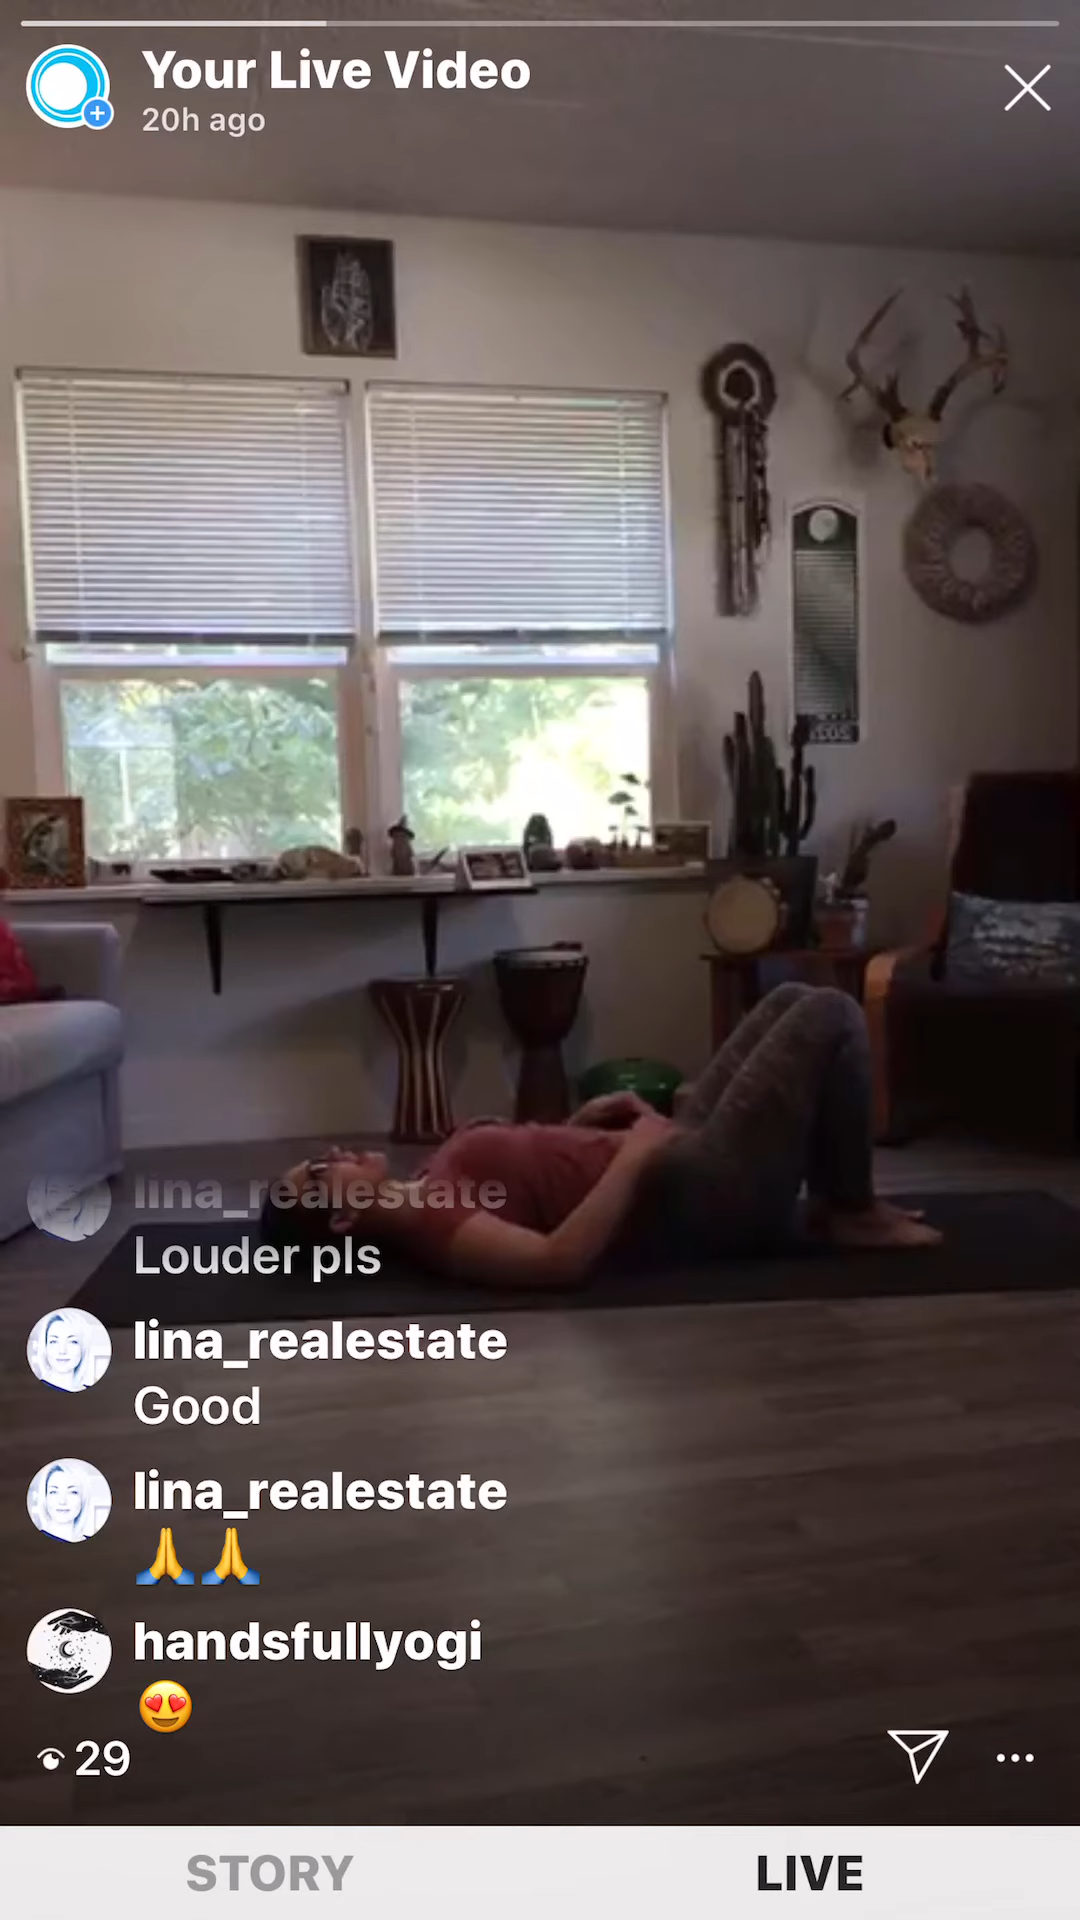 Your Live Video
20h ago
lina_realestate
Louder pls
lina_realestate
Good
lina_realestate
🙏🙏
handsfullyogi
😍
29
STORY
LIVE